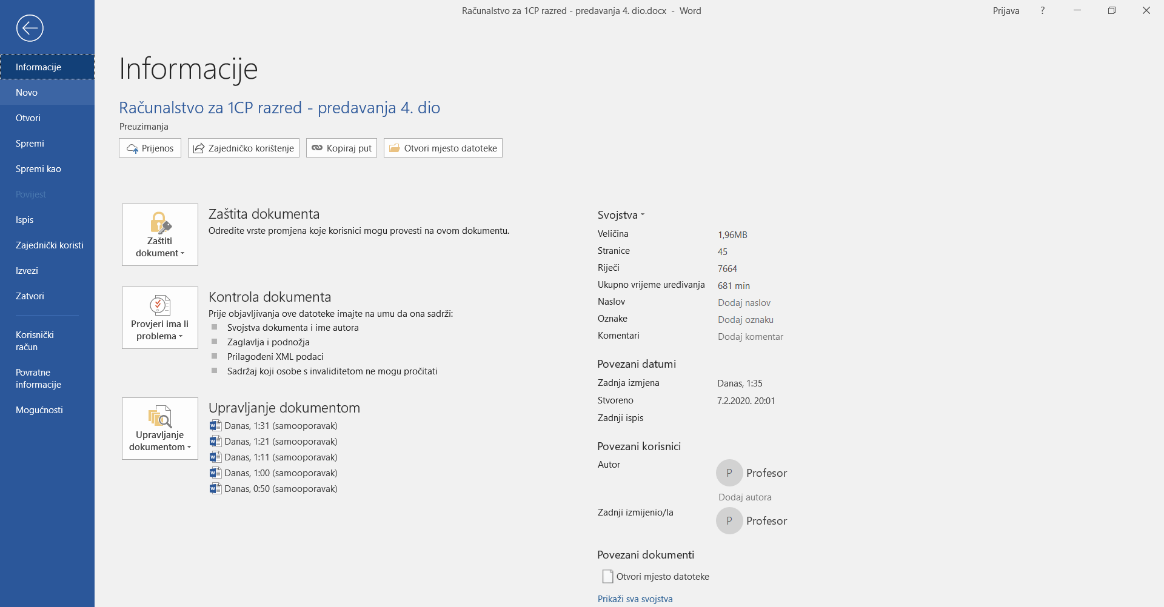 Računalstvo za 1CP razred - predavanja 4. dio.docx - Word
Prijava ?
Informacije
Novo
Otvori
Spremi
Spremi kao
Povijest
Ispis
Zajednički koristi
Izvezi
Zatvori
Korisnički
račun
Povratne
informacije
Mogućnosti
Informacije
Računalstvo za 1CP razred - predavanja 4. dio
Preuzimanja
Prijenos
Zajedničko korištenje
Kopiraj put
Otvori mjesto datoteke
Zaštiti
dokument
Zaštita dokumenta
Odredite vrste promjena koje korisnici mogu provesti na ovom dokumentu.
Provjeri ima li
problema
Kontrola dokumenta
Prije objavljivanja ove datoteke imajte na umu da ona sadrži:
Svojstva dokumenta i ime autora
Zaglavlja i podnožja
Prilagođeni XML podaci
Sadržaj koji osobe s invaliditetom ne mogu pročitati
Upravljanje
dokumentom
Upravljanje dokumentom
Danas, 1:31 (samooporavak)
Danas, 1:21 (samooporavak)
Danas, 1:11 (samooporavak)
Danas, 1:00 (samooporavak)
Danas, 0:50 (samooporavak)
Svojstva
Veličina 1,96MB
Stranice 45
Riječi 7664
Ukupno vrijeme uređivanja 681 min
Naslov Dodaj naslov
Oznake Dodaj oznaku
Komentari Dodaj komentar
Povezani datumi
Zadnja izmjena Danas, 1:35
Stvoreno 7.2.2020. 20:01
Zadnji ispis
Povezani korisnici
Autor
P Profesor
Dodaj autora
Zadnji izmijenio/la
P Profesor
Povezani dokumenti
Otvori mjesto datoteke
Prikaži sva svojstva